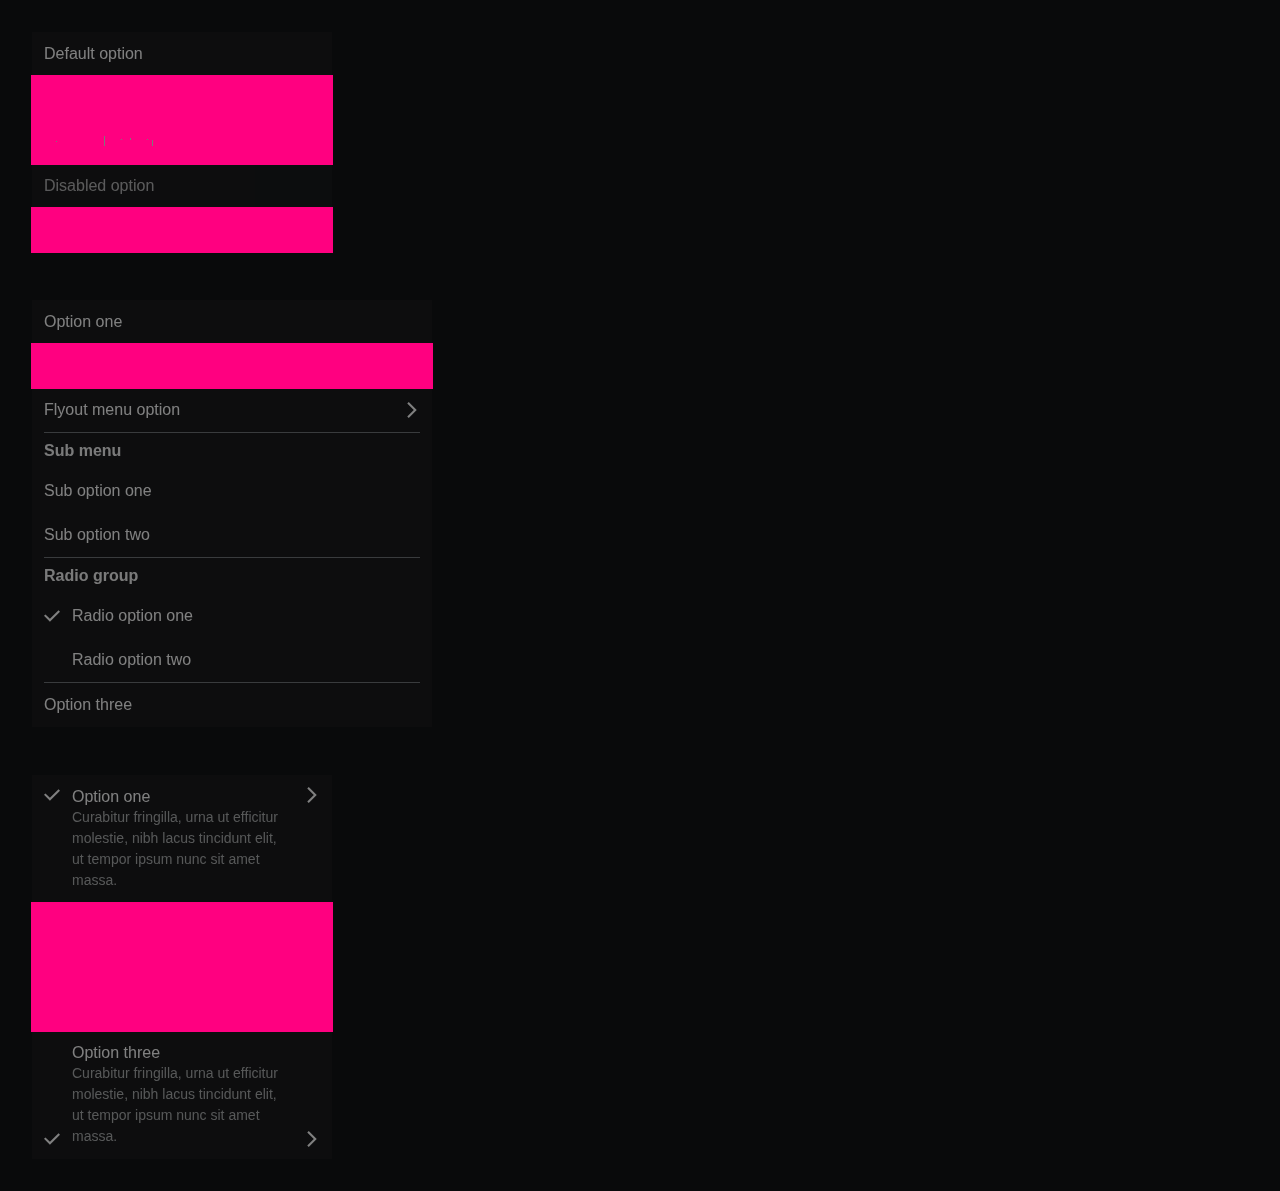 Default option
Disabled option
Option one
Flyout menu option
Sub menu
Sub option one
Sub option two
Radio group
Radio option one
Radio option two
Option three
Option one
Curabitur fringilla, urna ut efficitur
molestie, nibh lacus tincidunt elit,
ut tempor ipsum nunc sit amet
massa.
Option three
Curabitur fringilla, urna ut efficitur
molestie, nibh lacus tincidunt elit,
ut tempor ipsum nunc sit amet
massa.